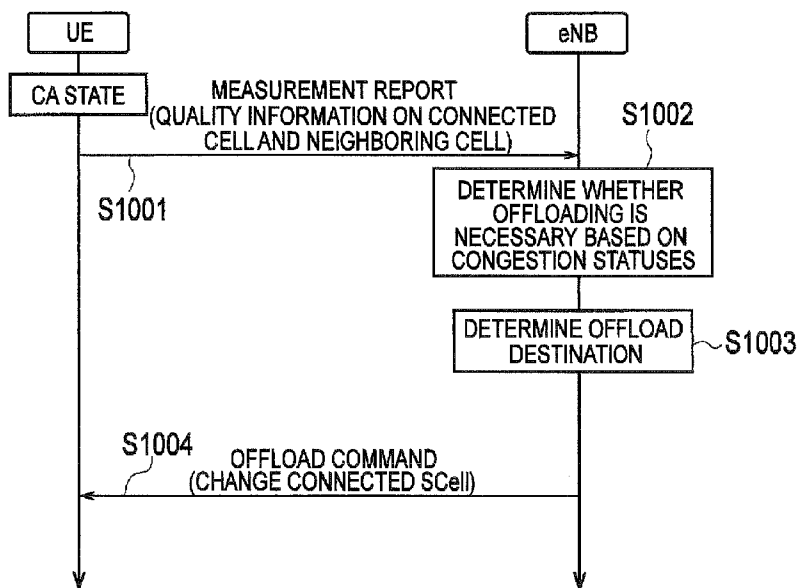 UE
eNB
CA STATE
MEASUREMENT REPORT
(QUALITY INFORMATION ON CONNECTED
CELL AND NEIGHBORING CELL)
S1001
S1002
DETERMINE WHETHER
OFFLOADING IS
NECESSARY BASED ON
CONGESTION STATUSES
DETERMINE OFFLOAD
DESTINATION
S1003
S1004
OFFLOAD COMMAND
(CHANGE CONNECTED SCell)